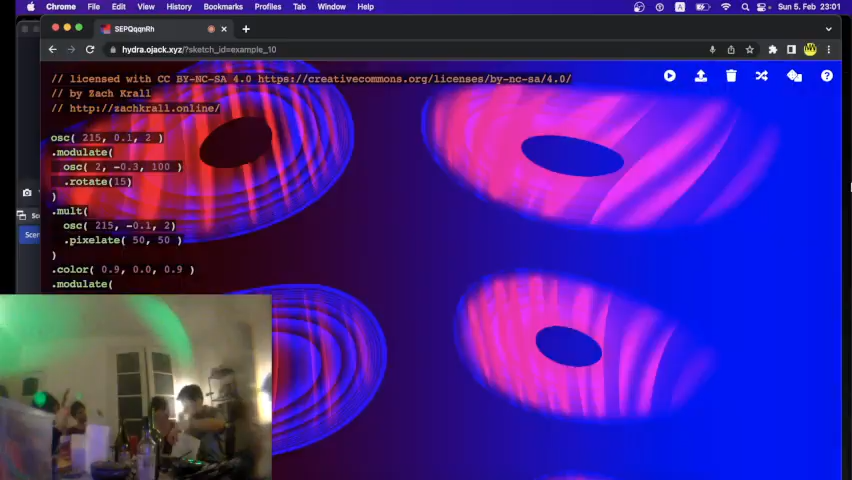 Chrome File Edit View History Bookmarks Profiles Tab Window Help
Sun 5. Feb 23:01
SEPQqqnRh
hydra.ojack.xyz/?sketch_id=example_10
// licensed with CC BY-NC-SA 4.0 https://creativecommons.org/licenses/by-nc-sa/4.0/
// by Zach Krall
// http://zachkrall.online/
osc( 215, 0.1, 2 )
.modulate(
osc( 2, -0.3, 100 )
.rotate(15)
)
.mult(
osc( 215, -0.1, 2)
.pixelate( 50, 50 )
)
.color( 0.9, 0.0, 0.9 )
.modulate(